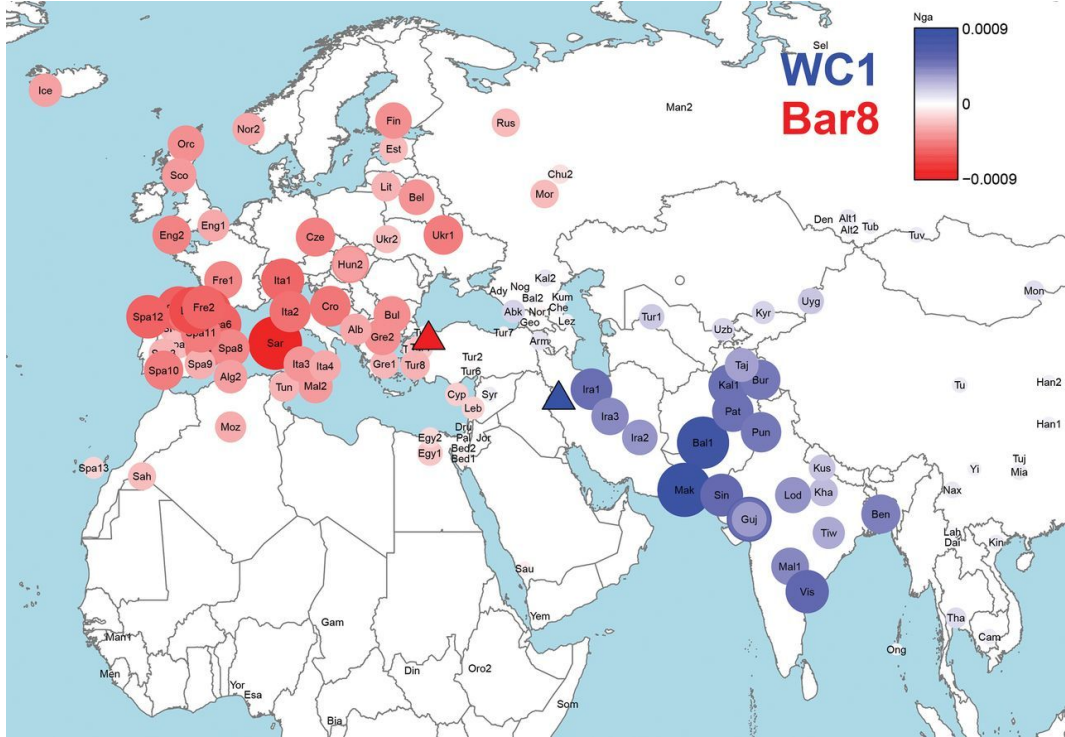 Nga
0.0009
Sel
WC1
Man2
0
Bar8
−0.0009
Ice
Nor2
Fin
Rus
Orc
Est
Sco
Chu2
Lit
Mor
Bel
Eng1
Eng2
Cze
Ukr2
Ukr1
Den
Alt1
Alt2
Tub
Tuv
Hun2
Fre1
Ita1
Kal2
Ady
Nog
Mon
Bal2
Kum
Uyg
Spa12
Fre2
Ita2
Cro
Abk
Nor1
Che
Kyr
Bul
Geo
Lez
Tur1
Spa11
Alb
Gre2
Tur7
Arm
Uzb
Sar
Spa8
Spa10
Spa9
Alg2
Ita3
Ita4
Gre1
Tur8
Tur2
Tur6
Taj
Kal1
Bur
Tu
Han2
Tun
Mal2
Cyp
Syr
Ira1
Leb
Ira3
Pat
Moz
Dru
Egy2
Pal
Jor
Ira2
Bal1
Pun
Han1
Egy1
Bed2
Bed1
Spa13
Sah
Kus
Yi
Tuj
Mia
Mak
Sin
Lod
Kha
Nax
Guj
Ben
Tiw
Lah
Dai
Kin
Sau
Mal1
Vis
Yem
Gam
Tha
Man1
Cam
Ong
Men
Din
Oro2
Yor
Esa
Som
Bia